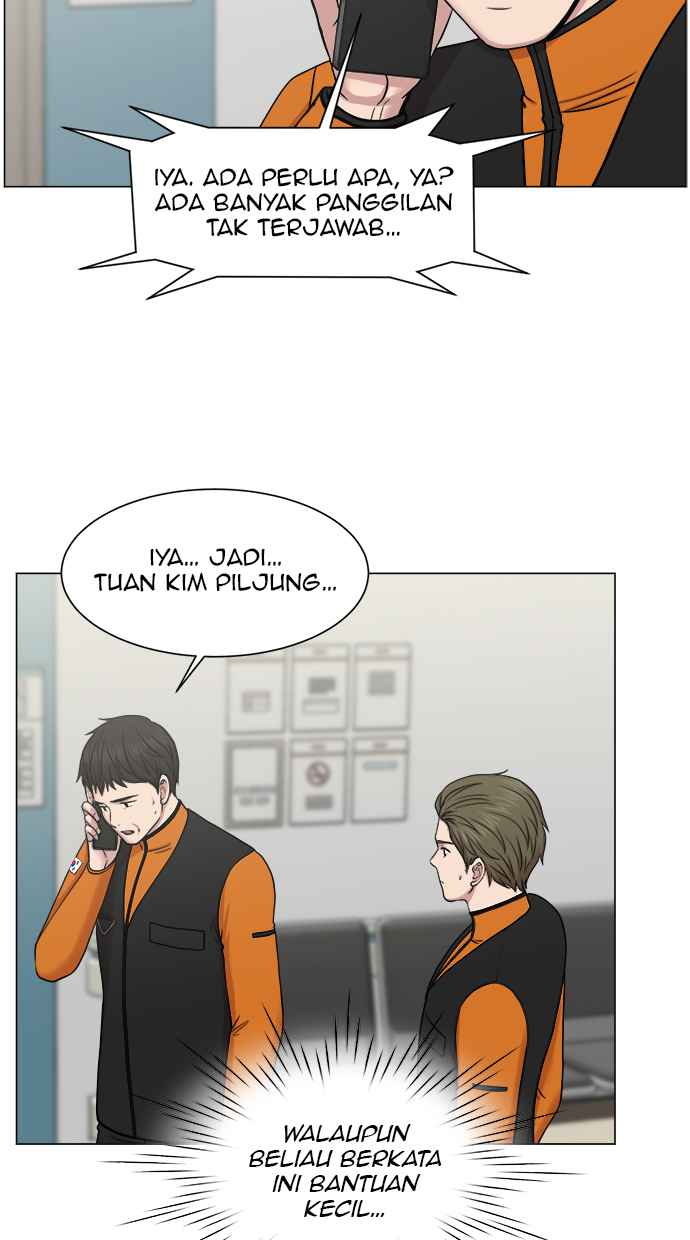 IYA. ADA PERLU APA, YA?
ADA BANYAK PANGGILAN
TAK TERJAWAB...
IYA... JADI...
TUAN KIM PILJUNG...
WALAUPUN
BELIAU BERKATA
INI BANTUAN
KECIL...